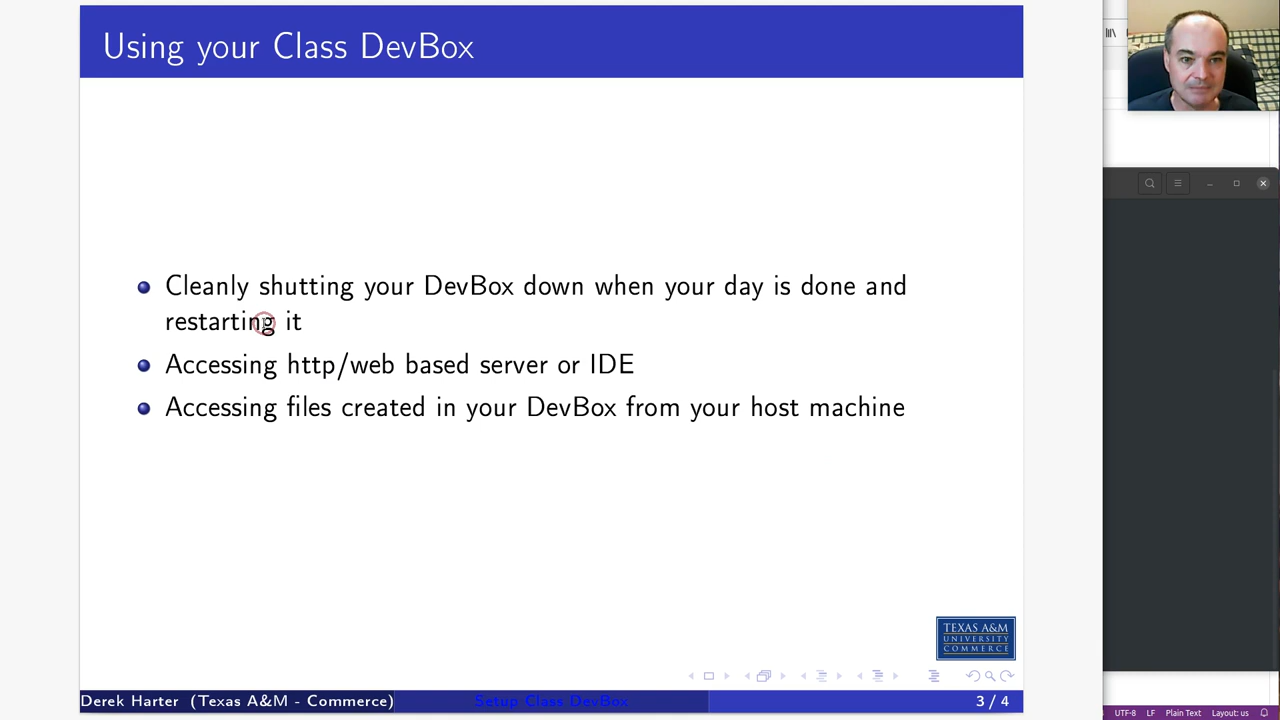 Using your Class DevBox
Cleanly shutting your DevBox down when your day is done and
restarting it
Accessing http/web based server or IDE
Accessing files created in your DevBox from your host machine
TEXAS A&M
UNIVERSITY
COMMERCE
Derek Harter (Texas A&M - Commerce)
Setup Class DevBox
3 / 4
UTF-8 LF Plain Text Layout: us